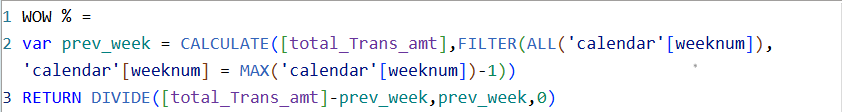 1 WOW % =
2 var prev_week = CALCULATE([total_Trans_amt],FILTER(ALL('calendar'[weeknum]),
'calendar'[weeknum] = MAX('calendar'[weeknum])-1))
3 RETURN DIVIDE([total_Trans_amt]-prev_week,prev_week,0)